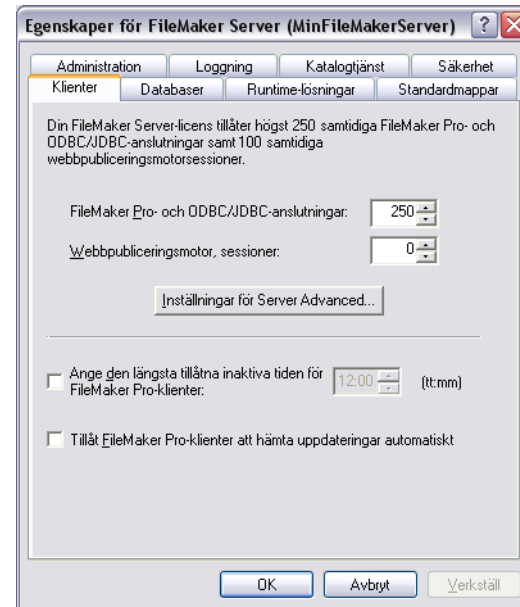 Egenskaper för FileMaker Server (MinFileMakerServer)
Administration Loggning Katalogtjänst Säkerhet
Klienter Databaser Runtime-lösningar Standardmappar
Din FileMaker Server-licens tillåter högst 250 samtidiga FileMaker Pro- och
ODBC/JDBC-anslutningar samt 100 samtidiga
webbpubliceringsmotorsessioner.
FileMaker Pro- och ODBC/JDBC-anslutningar: 250
Webbpubliceringsmotor, sessioner: 0
Inställningar för Server Advanced...
Ange den längsta tillåtna inaktiva tiden för
FileMaker Pro-klienter:
12:00 (tt:mm)
Tillåt FileMaker Pro-klienter att hämta uppdateringar automatiskt
OK Avbryt Verkställ